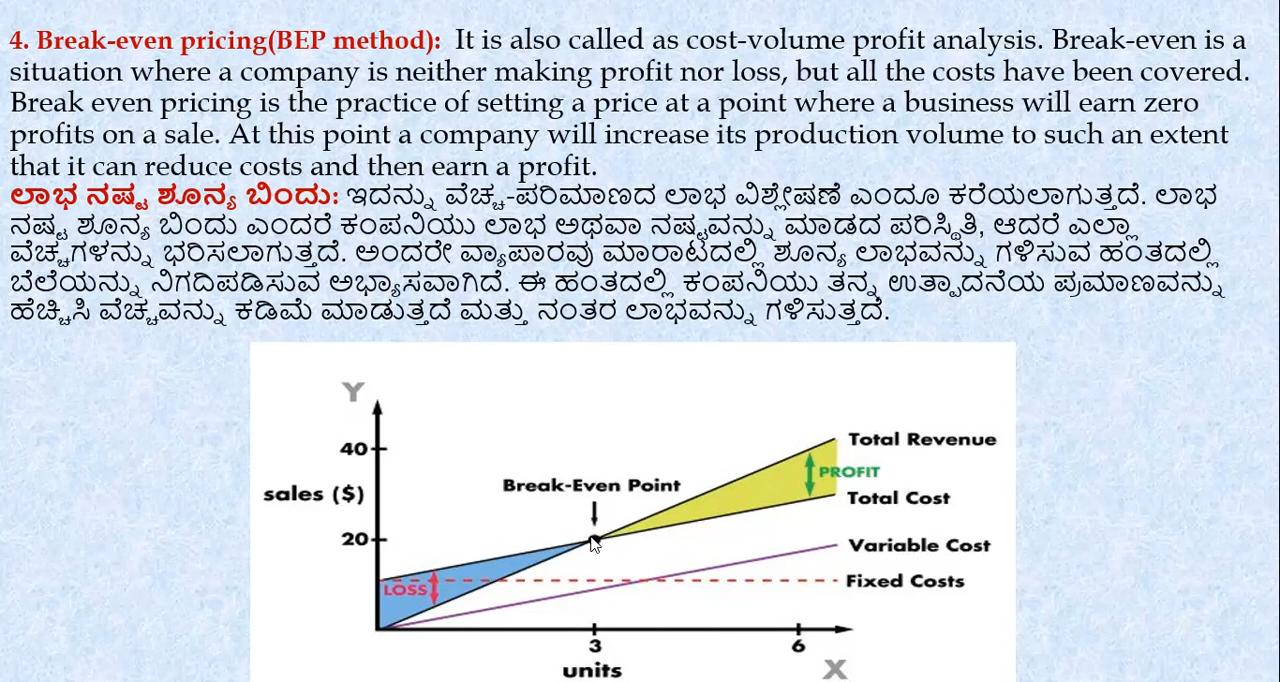 4. Break-even pricing(BEP method): It is also called as cost-volume profit analysis. Break-even is a
situation where a company is neither making profit nor loss, but all the costs have been covered.
Break even pricing is the practice of setting a price at a point where a business will earn zero
profits on a sale. At this point a company will increase its production volume to such an extent
that it can reduce costs and then earn a profit.
ಲಾಭ ನಷ್ಟ ಶೂನ್ಯ ಬಿಂದು: ಇದನ್ನು ವೆಚ್ಚ-ಪರಿಮಾಣದ ಲಾಭ ವಿಶ್ಲೇಷಣೆ ಎಂದೂ ಕರೆಯಲಾಗುತ್ತದೆ. ಲಾಭ
ನಷ್ಟ ಶೂನ್ಯ ಬಿಂದು ಎಂದರೆ ಕಂಪನಿಯು ಲಾಭ ಅಥವಾ ನಷ್ಟವನ್ನು ಮಾಡದ ಪರಿಸ್ಥಿತಿ, ಆದರೆ ಎಲ್ಲಾ
ವೆಚ್ಚಗಳನ್ನು ಭರಿಸಲಾಗುತ್ತದೆ. ಅಂದರೇ ವ್ಯಾಪಾರವು ಮಾರಾಟದಲ್ಲಿ ಶೂನ್ಯ ಲಾಭವನ್ನು ಗಳಿಸುವ ಹಂತದಲ್ಲಿ
ಬೆಲೆಯನ್ನು ನಿಗದಿಪಡಿಸುವ ಅಭ್ಯಾಸವಾಗಿದೆ. ಈ ಹಂತದಲ್ಲಿ ಕಂಪನಿಯು ತನ್ನ ಉತ್ಪಾದನೆಯ ಪ್ರಮಾಣವನ್ನು
ಹೆಚ್ಚಿಸಿ ವೆಚ್ಚವನ್ನು ಕಡಿಮೆ ಮಾಡುತ್ತದೆ ಮತ್ತು ನಂತರ ಲಾಭವನ್ನು ಗಳಿಸುತ್ತದೆ.
Y
40
Total Revenue
PROFIT
Break-Even Point
sales ($)
Total Cost
20
Variable Cost
LOSS
Fixed Costs
3
6
units
X